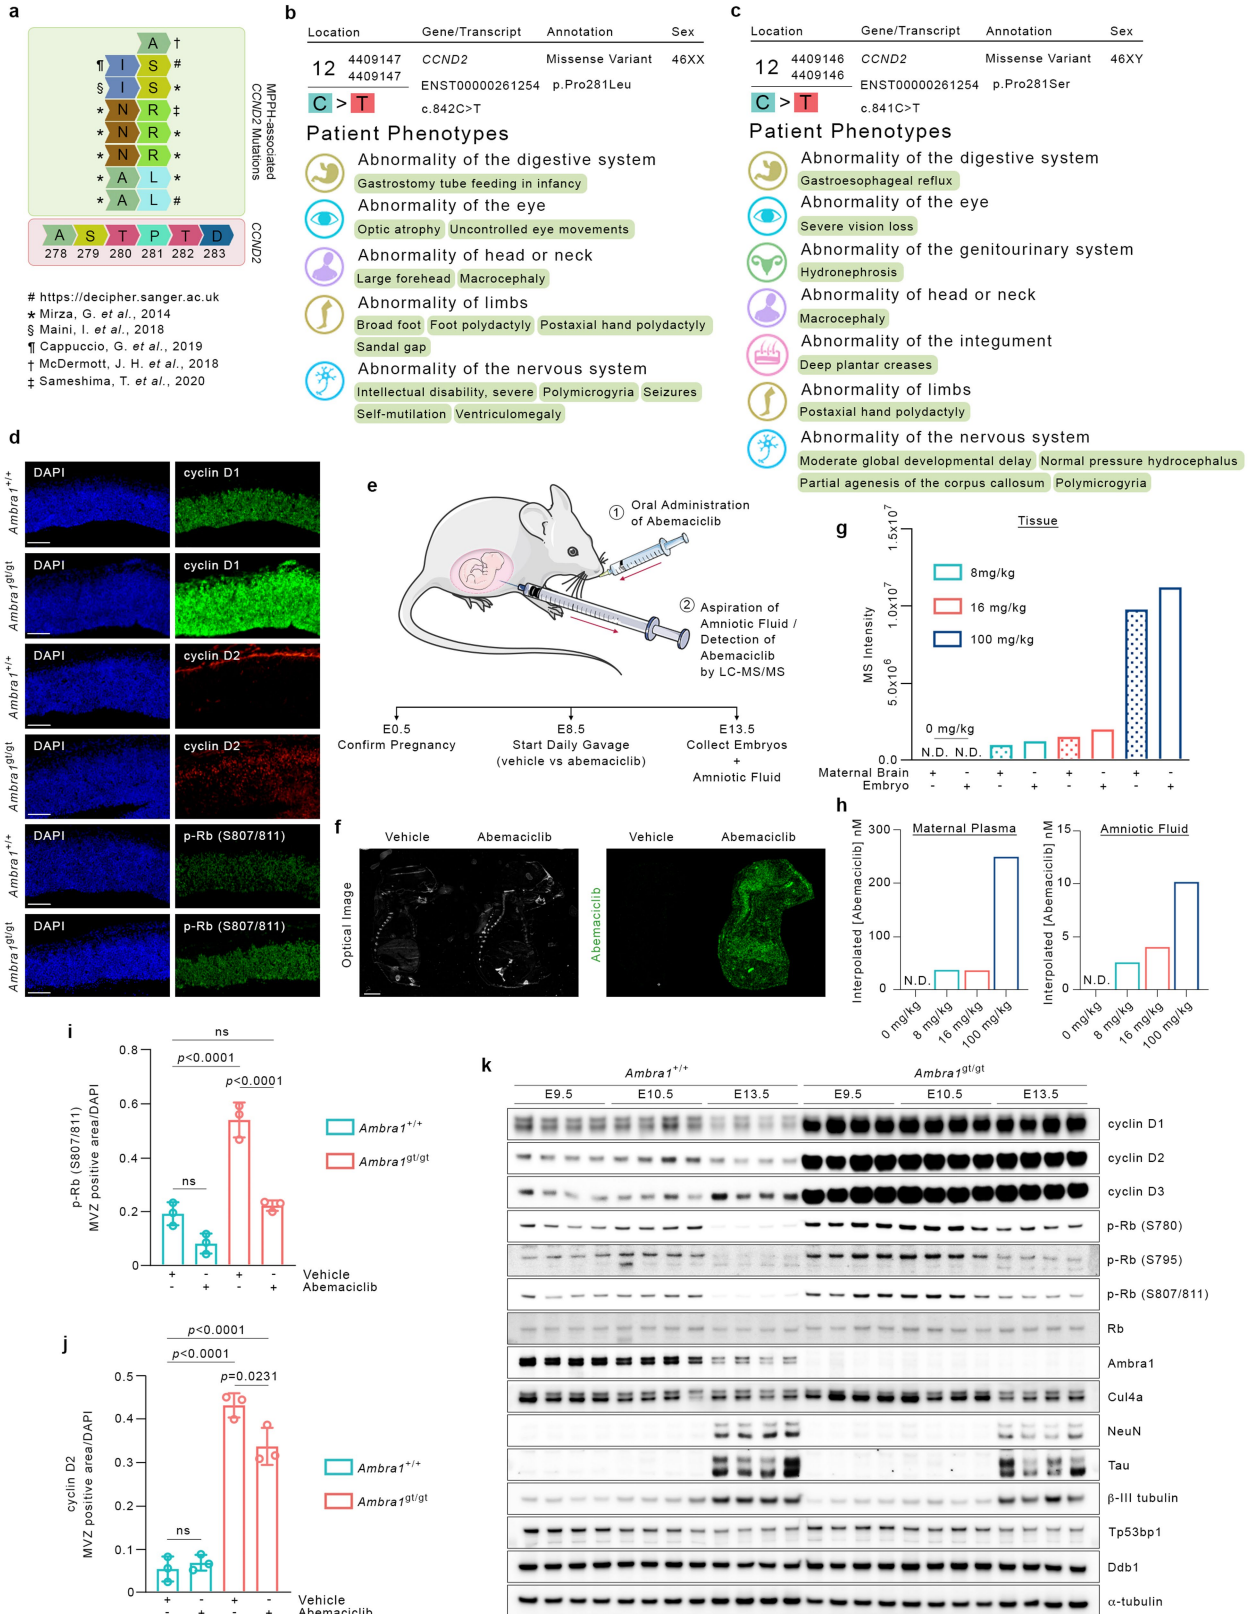 a
A †
¶ I S #
§ I S *
* N R ‡
* N R *
* N R *
* A L *
* A L #
MPPH-associated
CCND2 Mutations
A S T P T D
278 279 280 281 282 283
CCND2
# https://decipher.sanger.ac.uk
* Mirza, G. et al., 2014
§ Maini, I. et al., 2018
¶ Cappuccio, G. et al., 2019
† McDermott, J. H. et al., 2018
‡ Sameshima, T. et al., 2020
b
Location Gene/Transcript Annotation Sex
12 4409147 4409147
CCND2 Missense Variant 46XX
ENST00000261254 p.Pro281Leu
C > T c.842C>T
Patient Phenotypes
Abnormality of the digestive system
Gastrostomy tube feeding in infancy
Abnormality of the eye
Optic atrophy Uncontrolled eye movements
Abnormality of head or neck
Large forehead Macrocephaly
Abnormality of limbs
Broad foot Foot polydactyly Postaxial hand polydactyly
Sandal gap
Abnormality of the nervous system
Intellectual disability, severe Polymicrogyria Seizures
Self-mutilation Ventriculomegaly
c
Location Gene/Transcript Annotation Sex
12 4409146 4409146
CCND2 Missense Variant 46XY
ENST00000261254 p.Pro281Ser
C > T c.841C>T
Patient Phenotypes
Abnormality of the digestive system
Gastroesophageal reflux
Abnormality of the eye
Severe vision loss
Abnormality of the genitourinary system
Hydronephrosis
Abnormality of head or neck
Macrocephaly
Abnormality of the integument
Deep plantar creases
Abnormality of limbs
Postaxial hand polydactyly
Abnormality of the nervous system
Moderate global developmental delay Normal pressure hydrocephalus
Partial agenesis of the corpus callosum Polymicrogyria
d
Ambra1+/+ DAPI cyclin D1
Ambra1gt/gt DAPI cyclin D1
Ambra1+/+ DAPI cyclin D2
Ambra1gt/gt DAPI cyclin D2
Ambra1+/+ DAPI p-Rb (S807/811)
Ambra1gt/gt DAPI p-Rb (S807/811)
e
1 Oral Administration
of Abemaciclib
2 Aspiration of
Amniotic Fluid /
Detection of
Abemaciclib
by LC-MS/MS
E0.5 E8.5 E13.5
Confirm Pregnancy Start Daily Gavage Collect Embryos
(vehicle vs abemaciclib) +
Amniotic Fluid
f
Vehicle Abemaciclib Vehicle Abemaciclib
Optical Image
Abemaciclib
g
Tissue
MS Intensity
1.5x10⁷
1.0x10⁷
5.0x10⁶
0.0
8mg/kg
16 mg/kg
100 mg/kg
0 mg/kg
N.D. N.D.
Maternal Brain + - + - + - + -
Embryo - + - + - + - +
h
Maternal Plasma
Interpolated [Abemaciclib] nM
300
200
100
0
N.D.
0 mg/kg 8 mg/kg 16 mg/kg 100 mg/kg
Amniotic Fluid
Interpolated [Abemaciclib] nM
15
10
5
0
N.D.
0 mg/kg 8 mg/kg 16 mg/kg 100 mg/kg
i
p-Rb (S807/811)
MVZ positive area/DAPI
0.8
0.6
0.4
0.2
0
ns
p<0.0001
p<0.0001
ns
Ambra1+/+
Ambra1gt/gt
+ - + - Vehicle
- + - + Abemaciclib
j
cyclin D2
MVZ positive area/DAPI
0.5
0.4
0.3
0.2
0.1
0
p<0.0001
p<0.0001
p=0.0231
ns
Ambra1+/+
Ambra1gt/gt
+ - + - Vehicle
- + - + Abemaciclib
k
Ambra1+/+ Ambra1gt/gt
E9.5 E10.5 E13.5 E9.5 E10.5 E13.5
cyclin D1
cyclin D2
cyclin D3
p-Rb (S780)
p-Rb (S795)
p-Rb (S807/811)
Rb
Ambra1
Cul4a
NeuN
Tau
β-III tubulin
Tp53bp1
Ddb1
α-tubulin